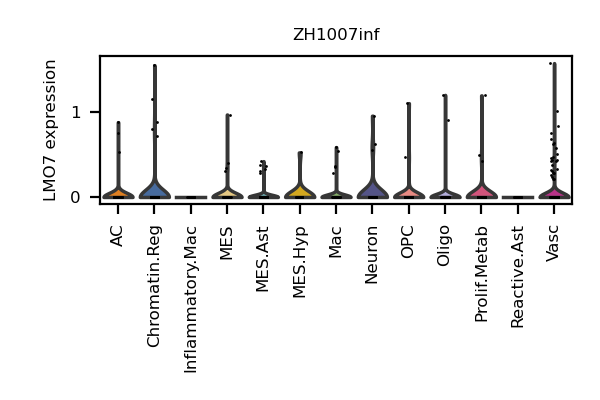 ZH1007inf
LMO7 expression
1
0
AC
Chromatin.Reg
Inflammatory.Mac
MES
MES.Ast
MES.Hyp
Mac
Neuron
OPC
Oligo
Prolif.Metab
Reactive.Ast
Vasc